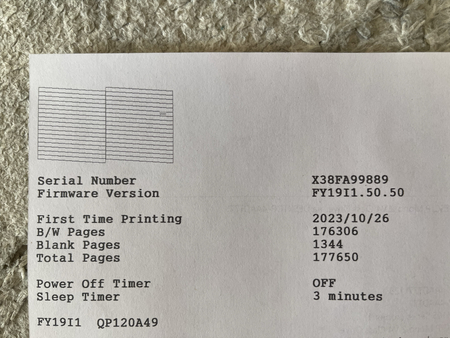 Serial Number X38FA99889
Firmware Version FY19I1.50.50
First Time Printing 2023/10/26
B/W Pages 176306
Blank Pages 1344
Total Pages 177650
Power Off Timer OFF
Sleep Timer 3 minutes
FY19I1 QP120A49